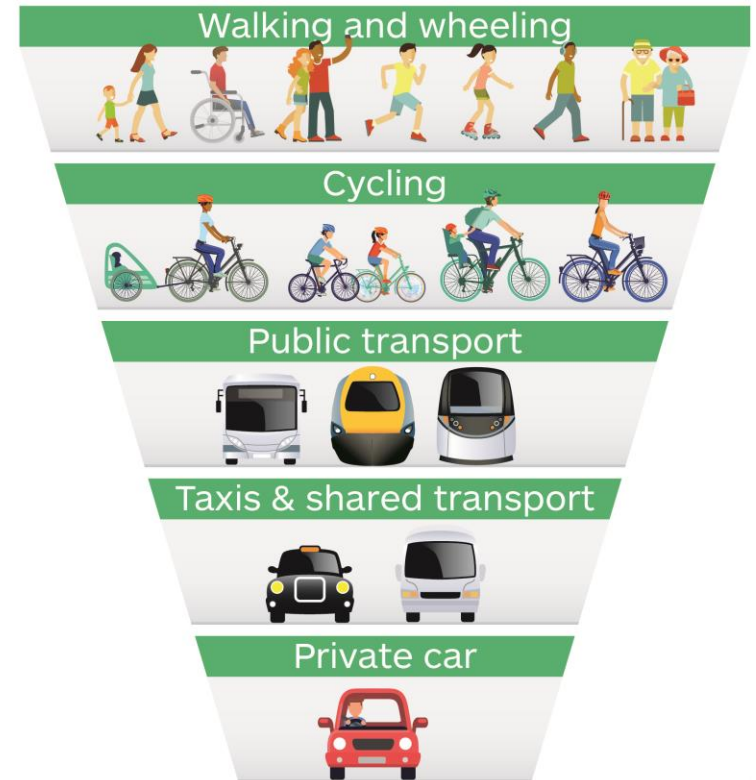 Walking and wheeling
Cycling
Public transport
Taxis & shared transport
Private car